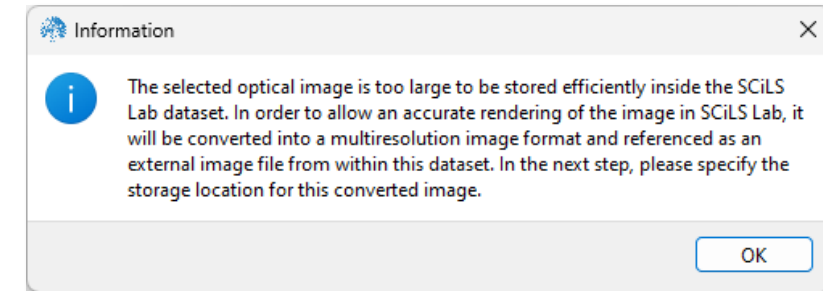 Information
The selected optical image is too large to be stored efficiently inside the SCiLS
Lab dataset. In order to allow an accurate rendering of the image in SCiLS Lab, it
will be converted into a multiresolution image format and referenced as an
external image file from within this dataset. In the next step, please specify the
storage location for this converted image.
OK